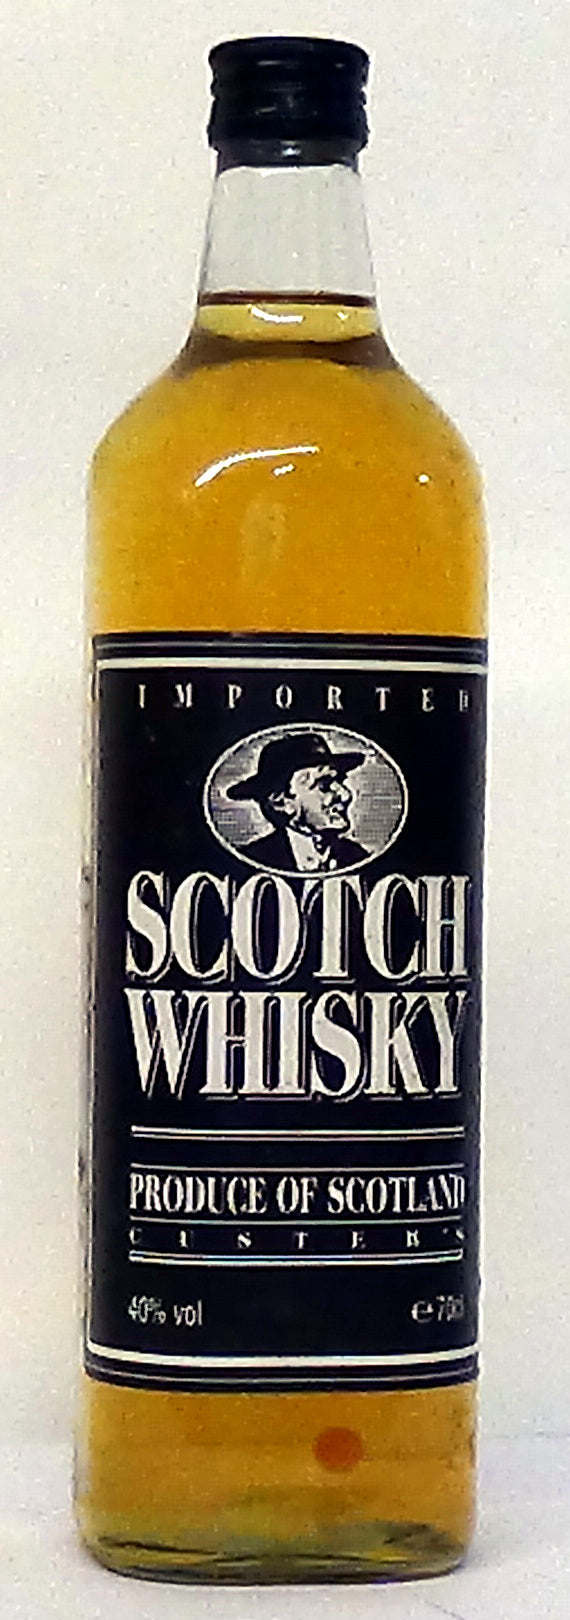 IMPORTED
SCOTCH
WHISKY
PRODUCE OF SCOTLAND
CUSTER'S
40% vol ℮ 70cl